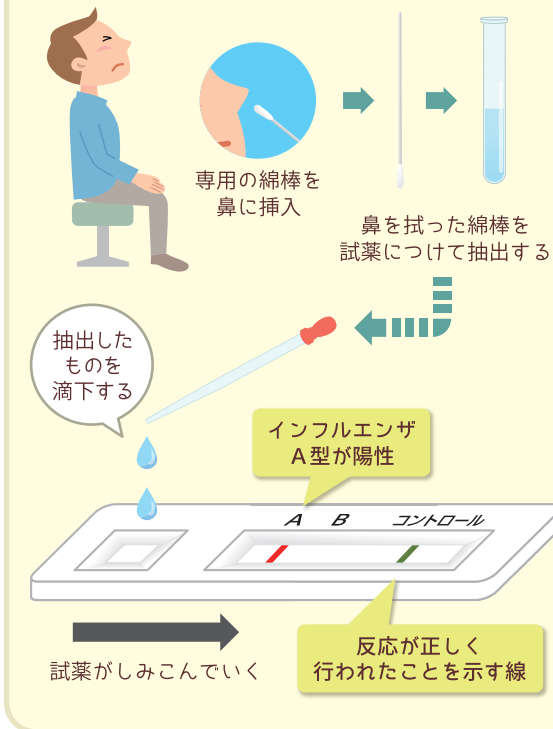 専用の綿棒を
鼻に挿入
鼻を拭った綿棒を
試薬につけて抽出する
抽出した
ものを
滴下する
インフルエンザ
A型が陽性
A B コントロール
反応が正しく
行われたことを示す線
試薬がしみこんでいく